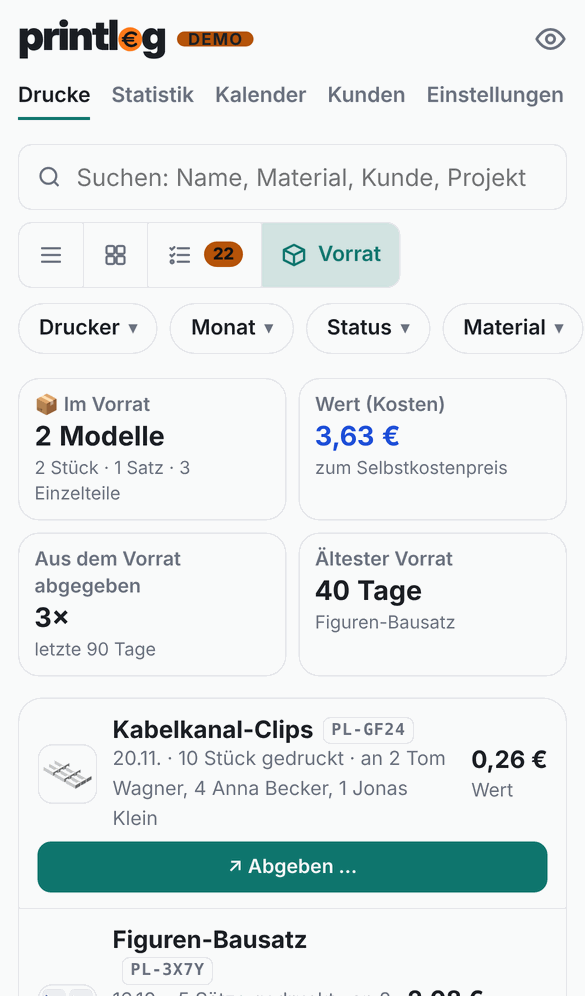 printl€g DEMO
Drucke Statistik Kalender Kunden Einstellungen
Suchen: Name, Material, Kunde, Projekt
22 Vorrat
Drucker ▾ Monat ▾ Status ▾ Material ▾
📦 Im Vorrat
2 Modelle
2 Stück · 1 Satz · 3
Einzelteile
Wert (Kosten)
3,63 €
zum Selbstkostenpreis
Aus dem Vorrat
abgegeben
3×
letzte 90 Tage
Ältester Vorrat
40 Tage
Figuren-Bausatz
Kabelkanal-Clips PL-GF24
20.11. · 10 Stück gedruckt · an 2 Tom
Wagner, 4 Anna Becker, 1 Jonas
Klein
0,26 €
Wert
↗ Abgeben …
Figuren-Bausatz
PL-3X7Y